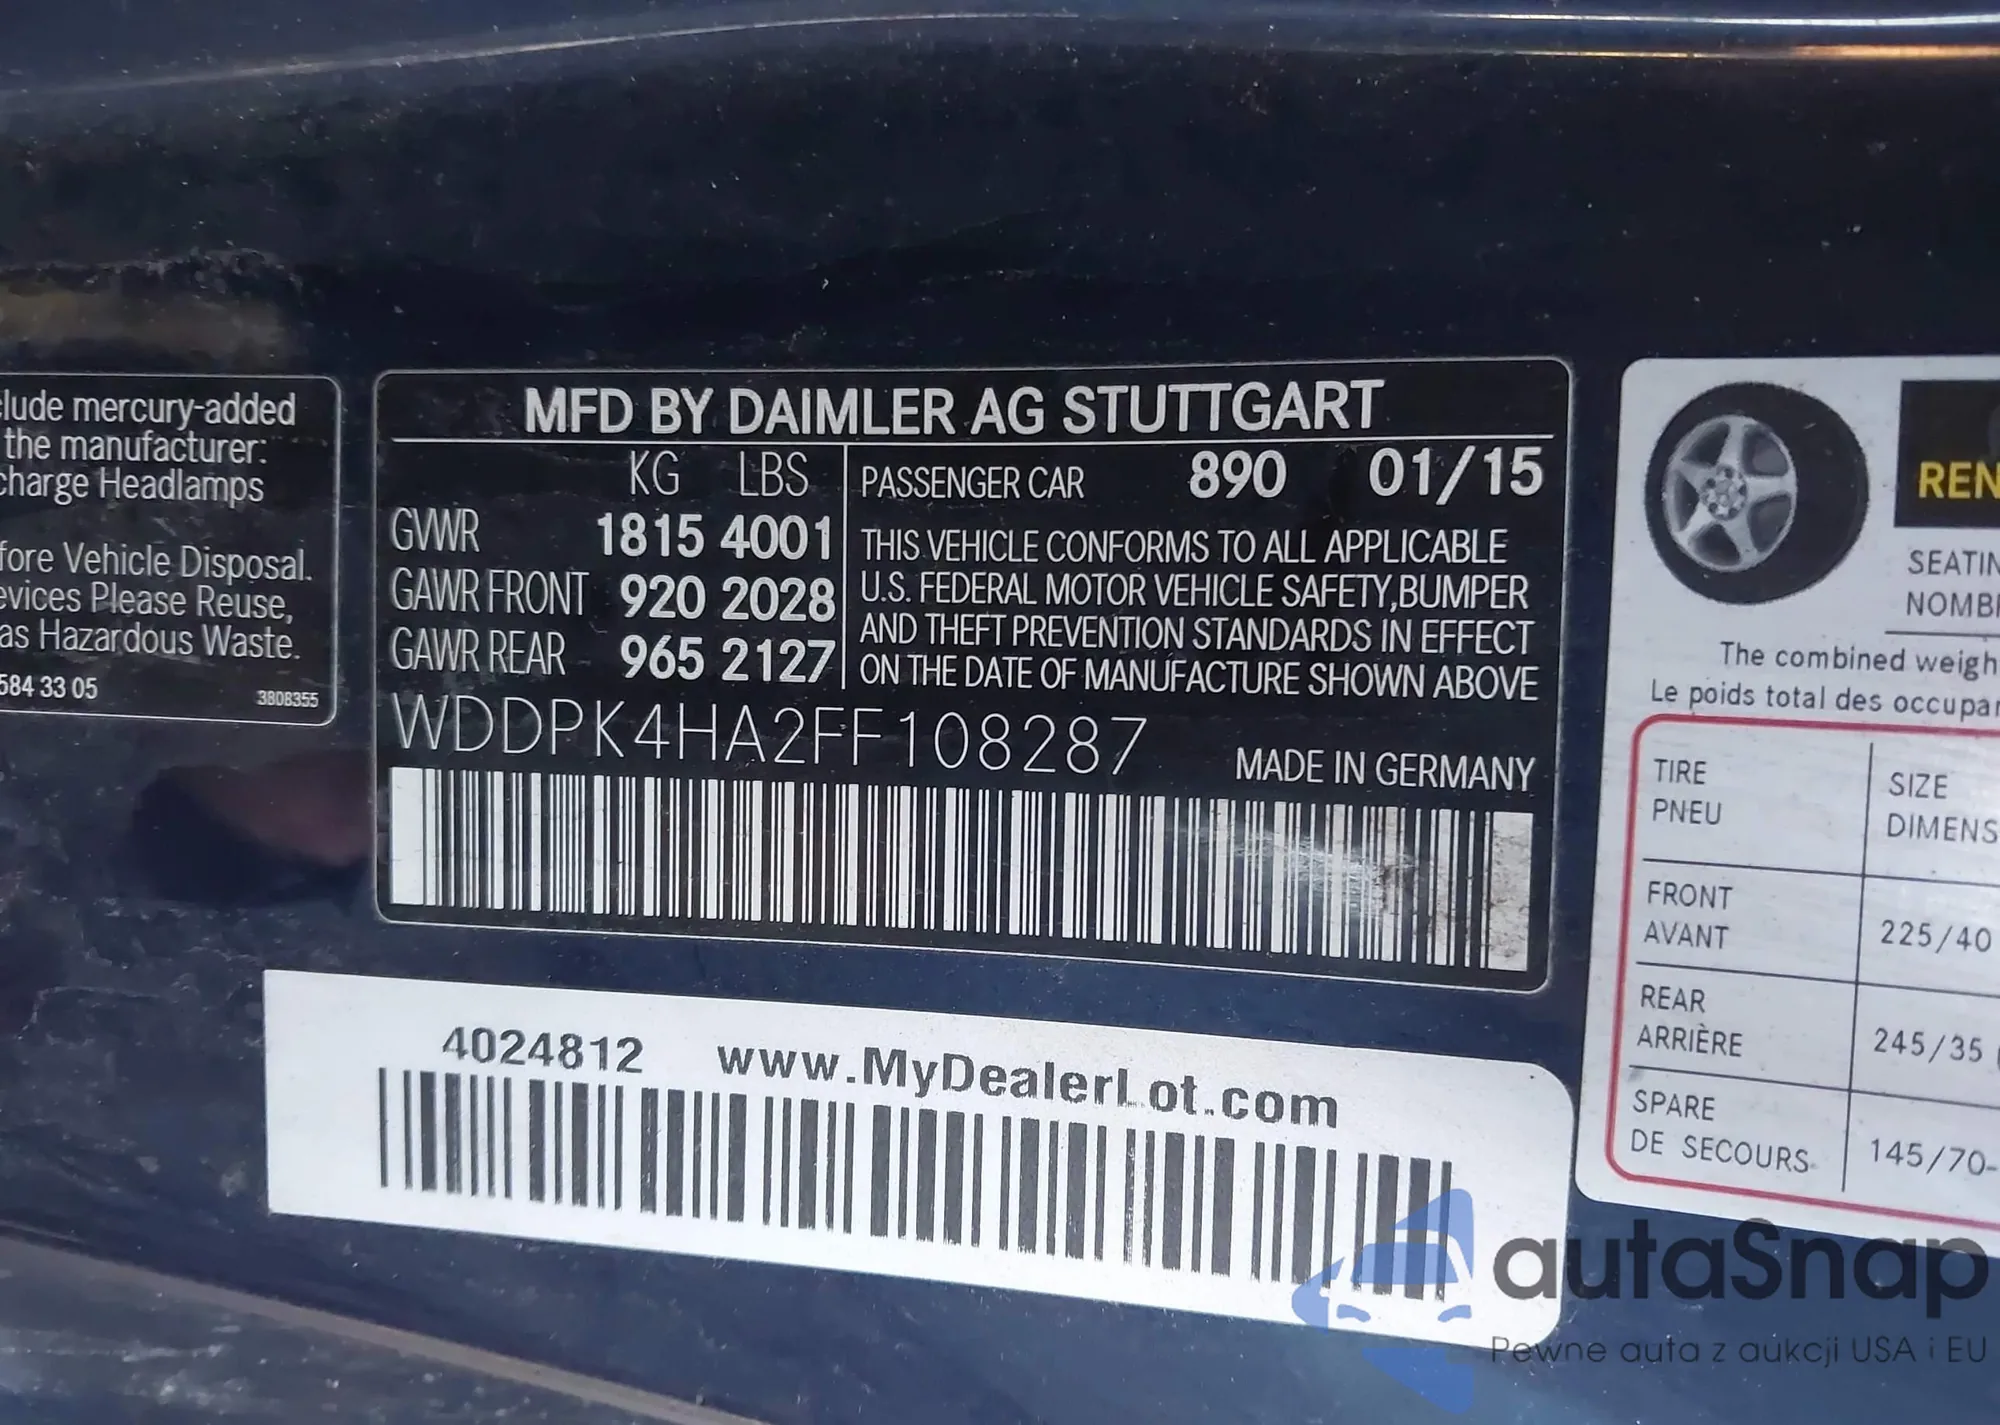 clude mercury-added
the manufacturer:
charge Headlamps
fore Vehicle Disposal.
evices Please Reuse,
as Hazardous Waste.
584 33 05
3808355
MFD BY DAIMLER AG STUTTGART
KG LBS
GVWR 1815 4001
GAWR FRONT 920 2028
GAWR REAR 965 2127
PASSENGER CAR 890 01/15
THIS VEHICLE CONFORMS TO ALL APPLICABLE
U.S. FEDERAL MOTOR VEHICLE SAFETY,BUMPER
AND THEFT PREVENTION STANDARDS IN EFFECT
ON THE DATE OF MANUFACTURE SHOWN ABOVE
WDDPK4HA2FF108287
MADE IN GERMANY
4024812 www.MyDealerLot.com
REN
SEATIN
NOMB
The combined weigh
Le poids total des occupan
TIRE
PNEU
SIZE
DIMENS
FRONT
AVANT
225/40
REAR
ARRIÈRE
245/35
SPARE
DE SECOURS
145/70-
autaSnap
Pewne auta z aukcji USA i EU